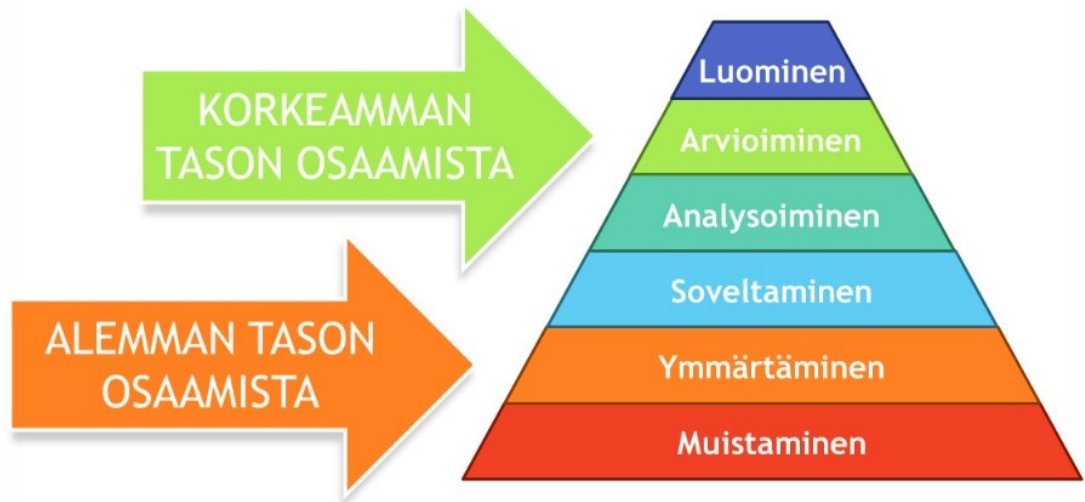 KORKEAMMAN
TASON OSAAMISTA
ALEMMAN TASON
OSAAMISTA
Luominen
Arvioiminen
Analysoiminen
Soveltaminen
Ymmärtäminen
Muistaminen